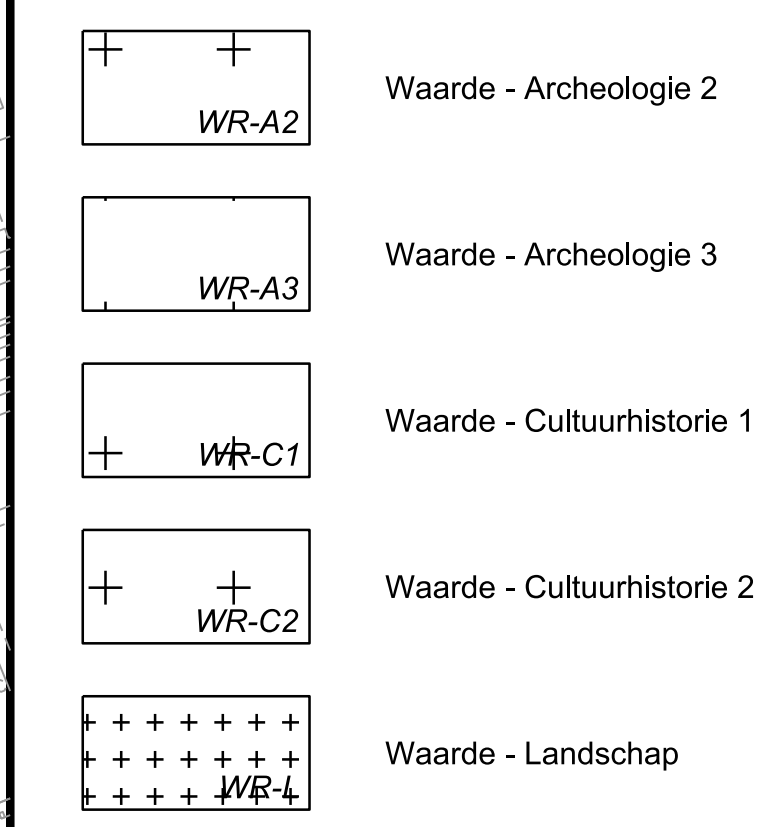 WR-A2 Waarde - Archeologie 2
WR-A3 Waarde - Archeologie 3
WR-C1 Waarde - Cultuurhistorie 1
WR-C2 Waarde - Cultuurhistorie 2
WR-L Waarde - Landschap